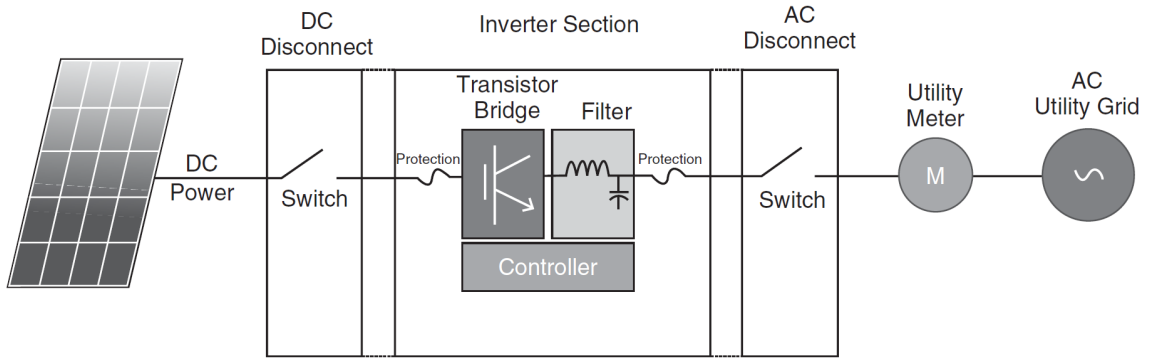 DC
Disconnect
Inverter Section
AC
Disconnect
Transistor
Bridge
Filter
Utility
Meter
AC
Utility Grid
DC
Power
Switch
Protection
Protection
Switch
M
Controller